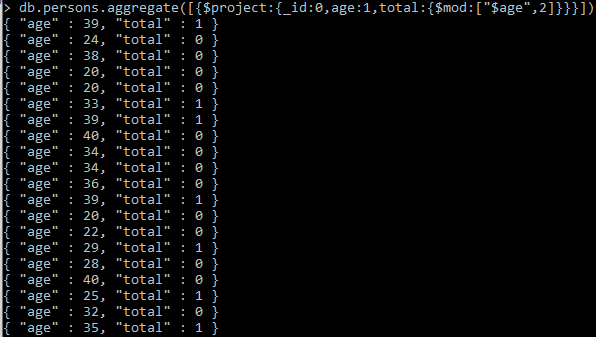 > db.persons.aggregate([{$project:{_id:0,age:1,total:{$mod:["$age",2]}}}])
{ "age" : 39, "total" : 1 }
{ "age" : 24, "total" : 0 }
{ "age" : 38, "total" : 0 }
{ "age" : 20, "total" : 0 }
{ "age" : 20, "total" : 0 }
{ "age" : 33, "total" : 1 }
{ "age" : 39, "total" : 1 }
{ "age" : 40, "total" : 0 }
{ "age" : 34, "total" : 0 }
{ "age" : 34, "total" : 0 }
{ "age" : 36, "total" : 0 }
{ "age" : 39, "total" : 1 }
{ "age" : 20, "total" : 0 }
{ "age" : 22, "total" : 0 }
{ "age" : 29, "total" : 1 }
{ "age" : 28, "total" : 0 }
{ "age" : 40, "total" : 0 }
{ "age" : 25, "total" : 1 }
{ "age" : 32, "total" : 0 }
{ "age" : 35, "total" : 1 }